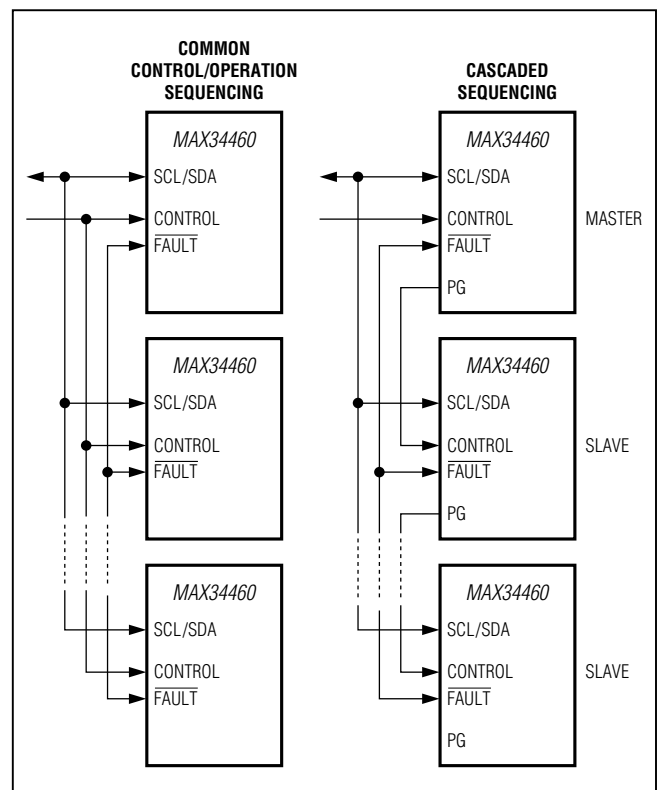 COMMON
CONTROL/OPERATION
SEQUENCING
MAX34460
SCL/SDA
CONTROL
FAULT
MAX34460
SCL/SDA
CONTROL
FAULT
MAX34460
SCL/SDA
CONTROL
FAULT
CASCADED
SEQUENCING
MAX34460
SCL/SDA
CONTROL
FAULT
PG
MASTER
MAX34460
SCL/SDA
CONTROL
FAULT
PG
SLAVE
MAX34460
SCL/SDA
CONTROL
FAULT
PG
SLAVE